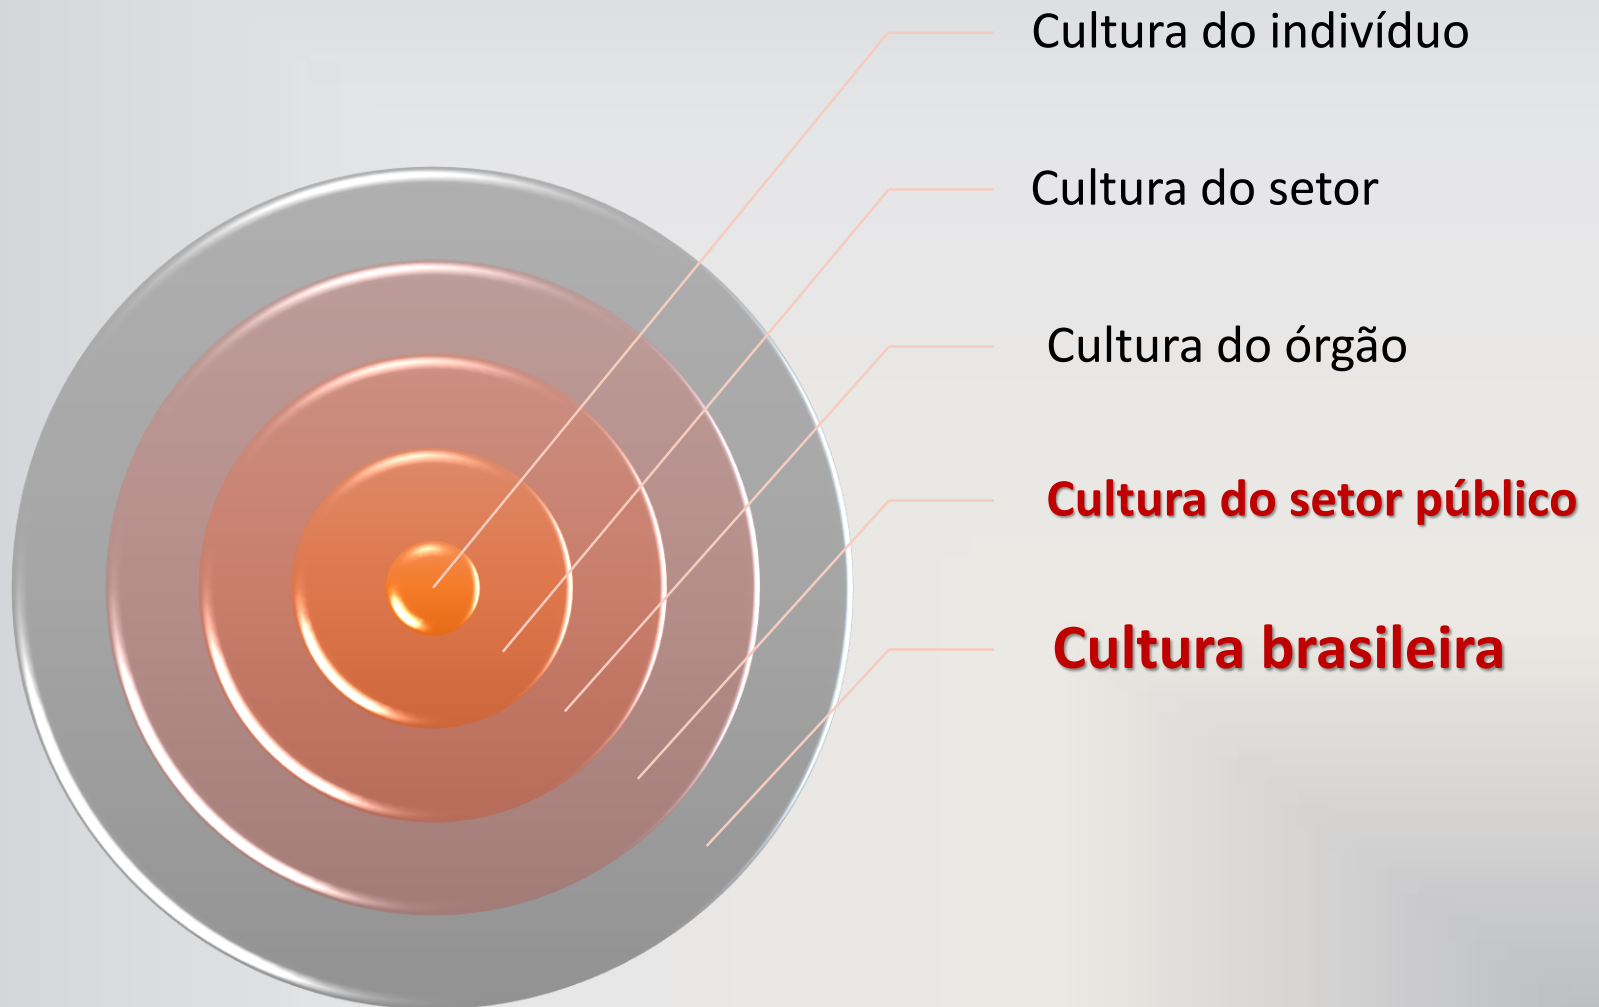 Cultura do indivíduo
Cultura do setor
Cultura do órgão
Cultura do setor público
Cultura brasileira